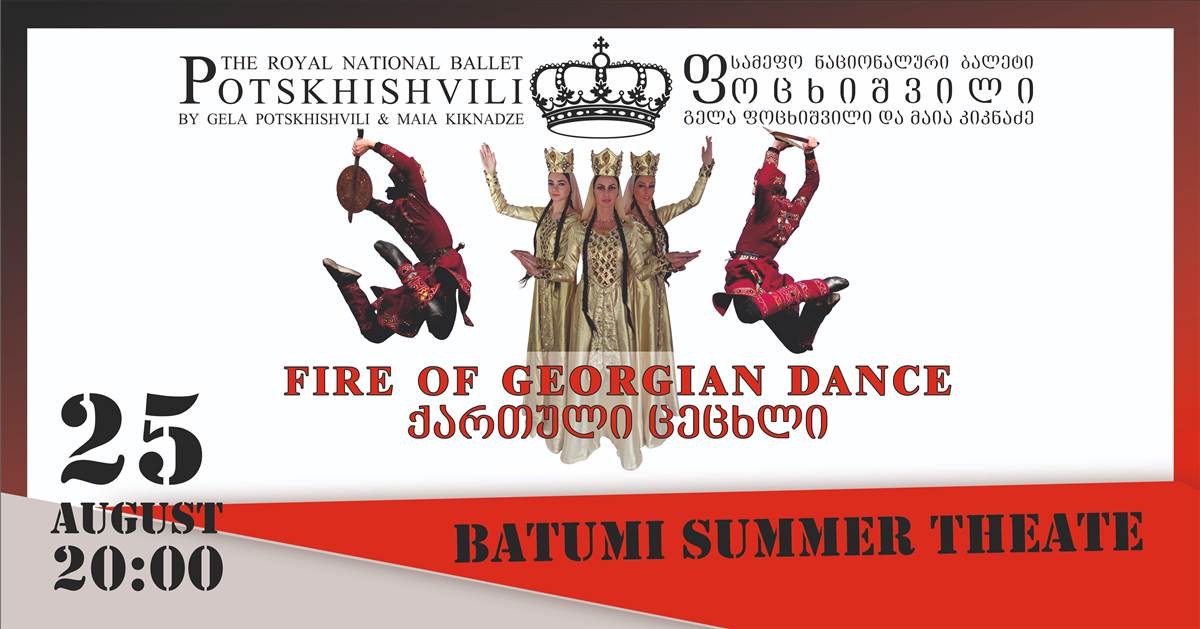 THE ROYAL NATIONAL BALLET
POTSKHISHVILI
BY GELA POTSKHISHVILI & MAIA KIKNADZE
სამეფო ნაციონალური ბალეტი
ფოცხიშვილი
გელა ფოცხიშვილი და მაია კიკნაძე
FIRE OF GEORGIAN DANCE
ქართული ცეცხლი
25
AUGUST
20:00
BATUMI SUMMER THEATE